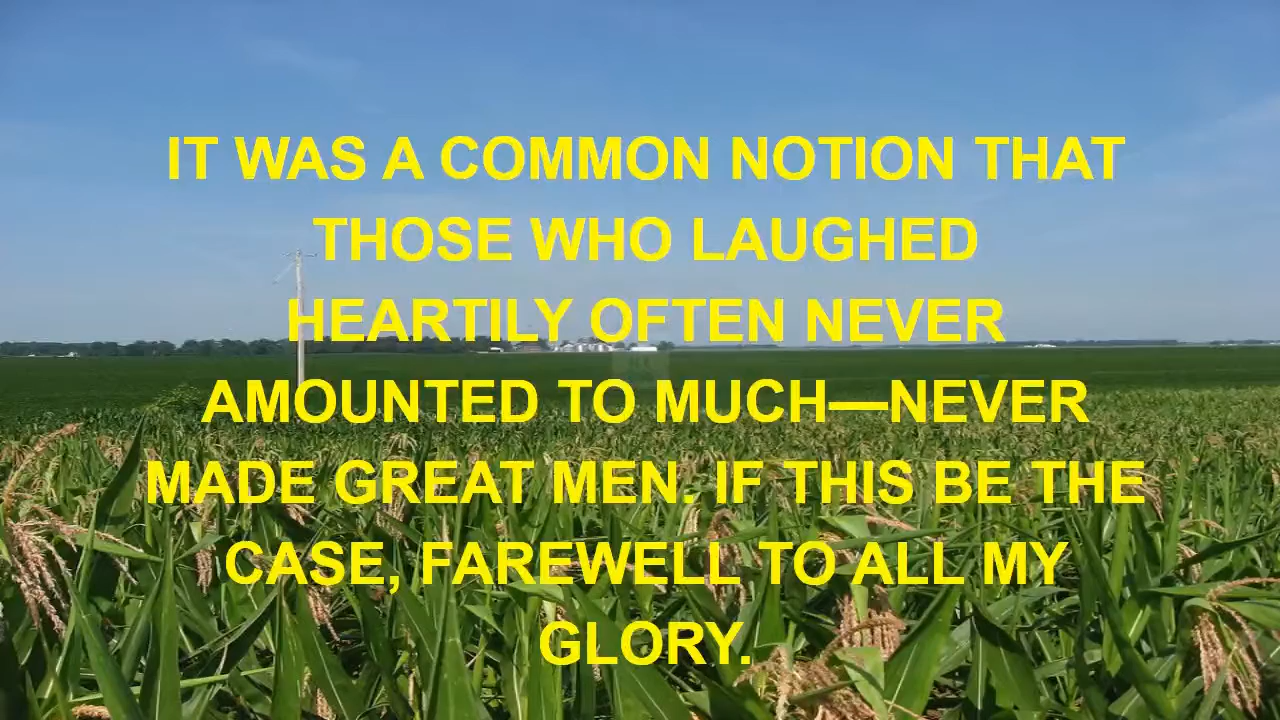 IT WAS A COMMON NOTION THAT
THOSE WHO LAUGHED
HEARTILY OFTEN NEVER
AMOUNTED TO MUCH—NEVER
MADE GREAT MEN. IF THIS BE THE
CASE, FAREWELL TO ALL MY
GLORY.